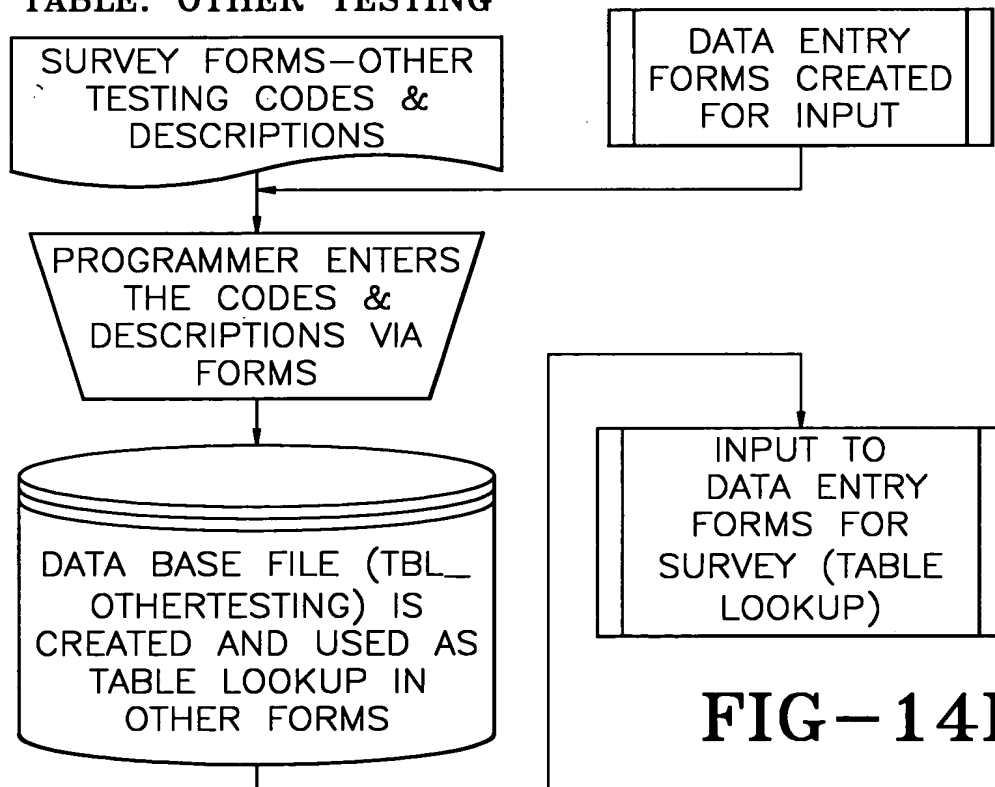 TABLE: OTHER TESTING
SURVEY FORMS—OTHER
TESTING CODES &
DESCRIPTIONS
DATA ENTRY
FORMS CREATED
FOR INPUT
PROGRAMMER ENTERS
THE CODES &
DESCRIPTIONS VIA
FORMS
DATA BASE FILE (TBL_
OTHERTESTING) IS
CREATED AND USED AS
TABLE LOOKUP IN
OTHER FORMS
INPUT TO
DATA ENTRY
FORMS FOR
SURVEY (TABLE
LOOKUP)